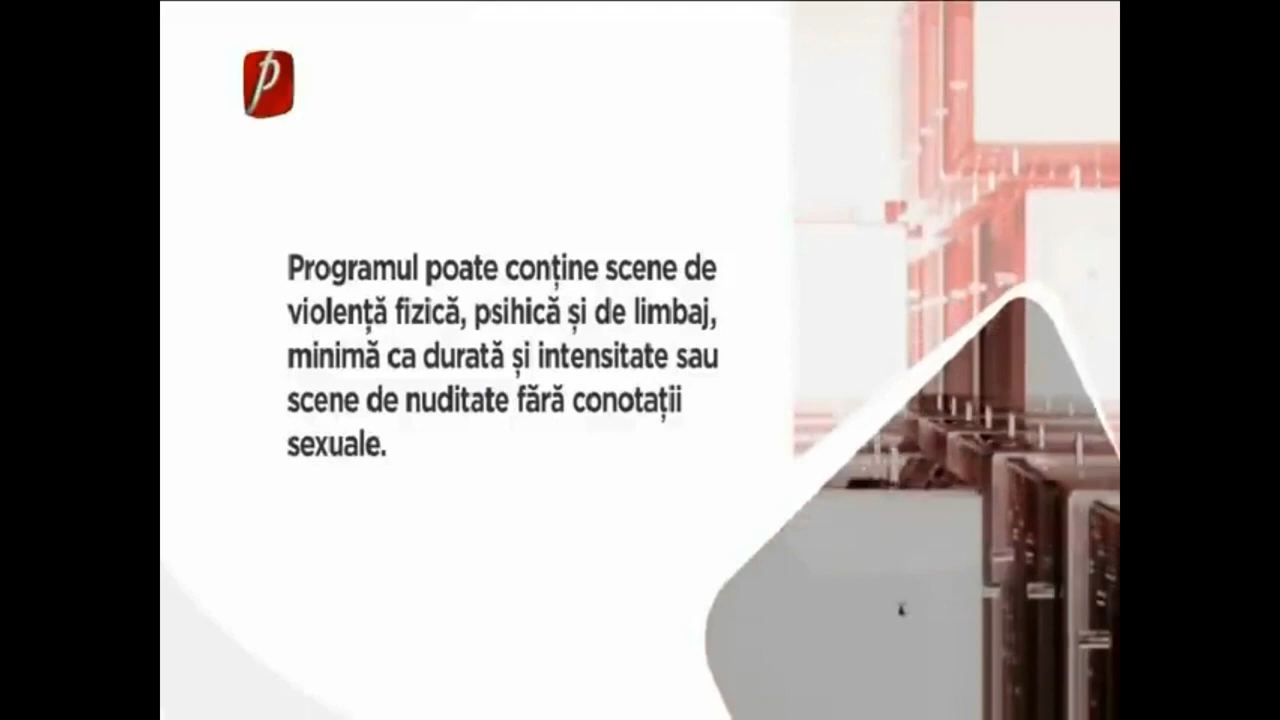 p
Programul poate conține scene de
violență fizică, psihică și de limbaj,
minimă ca durată și intensitate sau
scene de nuditate fără conotații
sexuale.